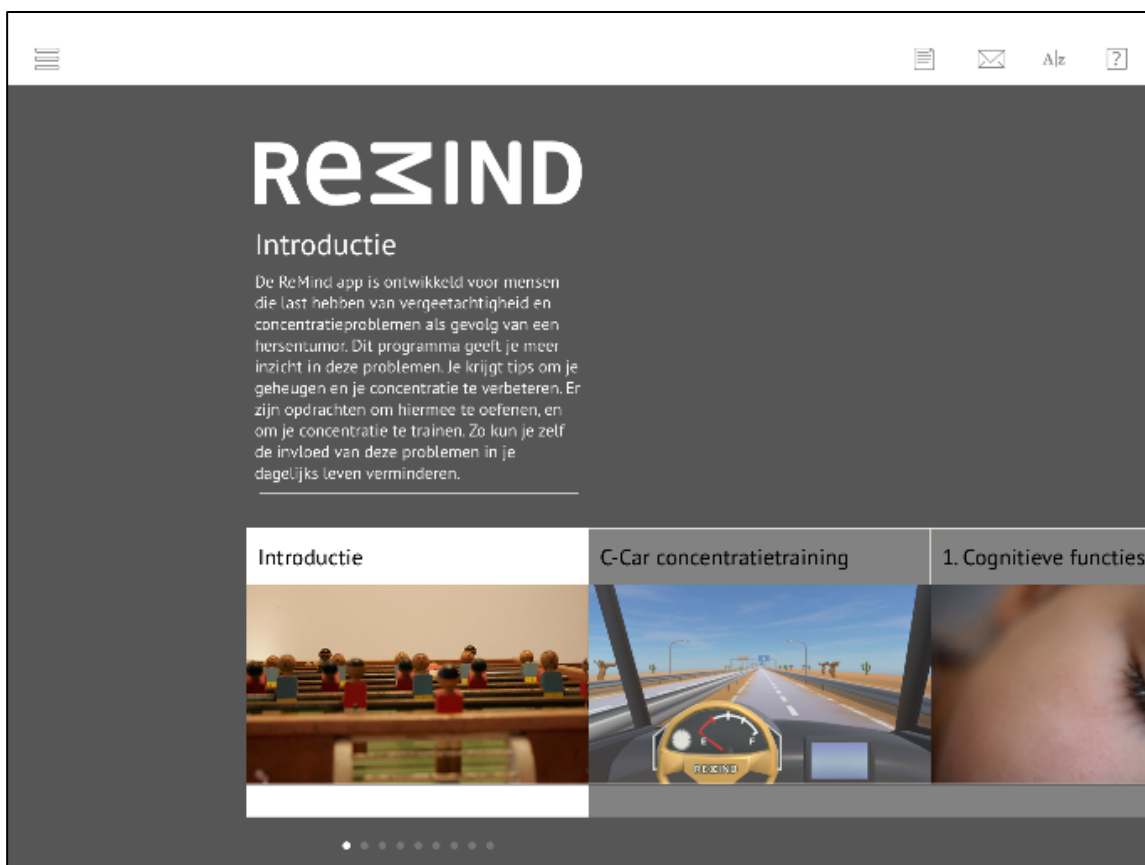 A|z
?
ReMIND
Introductie
De ReMind app is ontwikkeld voor mensen
die last hebben van vergeetachtigheid en
concentratieproblemen als gevolg van een
hersentumor. Dit programma geeft je meer
inzicht in deze problemen. Je krijgt tips om je
geheugen en je concentratie te verbeteren. Er
zijn opdrachten om hiermee te oefenen, en
om je concentratie te trainen. Zo kun je zelf
de invloed van deze problemen in je
dagelijks leven verminderen.
Introductie
C-Car concentratietraining
1. Cognitieve functies
E F
REMIND